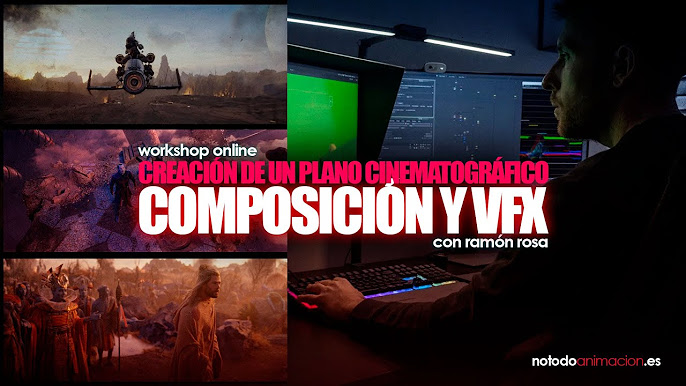 workshop online
CREACIÓN DE UN PLANO CINEMATOGRÁFICO
COMPOSICIÓN Y VFX
con ramón rosa
notodoanimacion.es